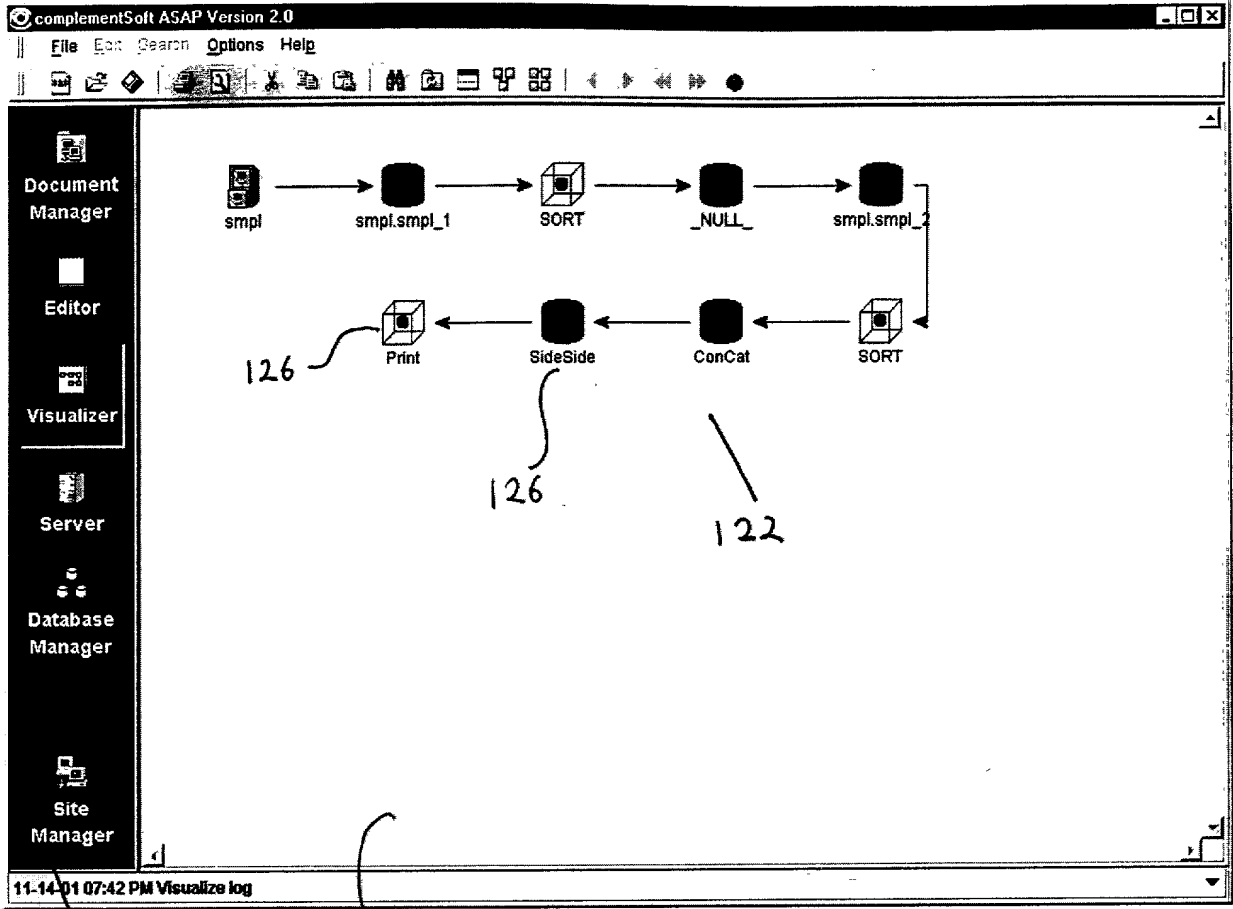 complementSoft ASAP Version 2.0
File Edit Search Options Help
Document
Manager
Editor
Visualizer
Server
Database
Manager
Site
Manager
smpl
smpl.smpl_1
SORT
_NULL_
smpl.smpl_2
Print
SideSide
ConCat
SORT
126
126
122
11-14-01 07:42 PM Visualize log